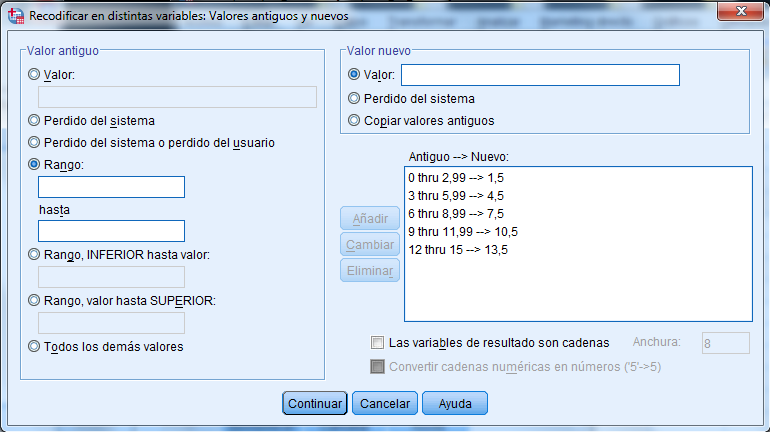 Recodificar en distintas variables: Valores antiguos y nuevos
Valor antiguo
Valor:
Perdido del sistema
Perdido del sistema o perdido del usuario
Rango:
hasta
Rango, INFERIOR hasta valor:
Rango, valor hasta SUPERIOR:
Todos los demás valores
Valor nuevo
Valor:
Perdido del sistema
Copiar valores antiguos
Antiguo --> Nuevo:
0 thru 2,99 --> 1,5
3 thru 5,99 --> 4,5
6 thru 8,99 --> 7,5
9 thru 11,99 --> 10,5
12 thru 15 --> 13,5
Añadir
Cambiar
Eliminar
Las variables de resultado son cadenas
Anchura: 8
Convertir cadenas numéricas en números ('5'->5)
Continuar
Cancelar
Ayuda